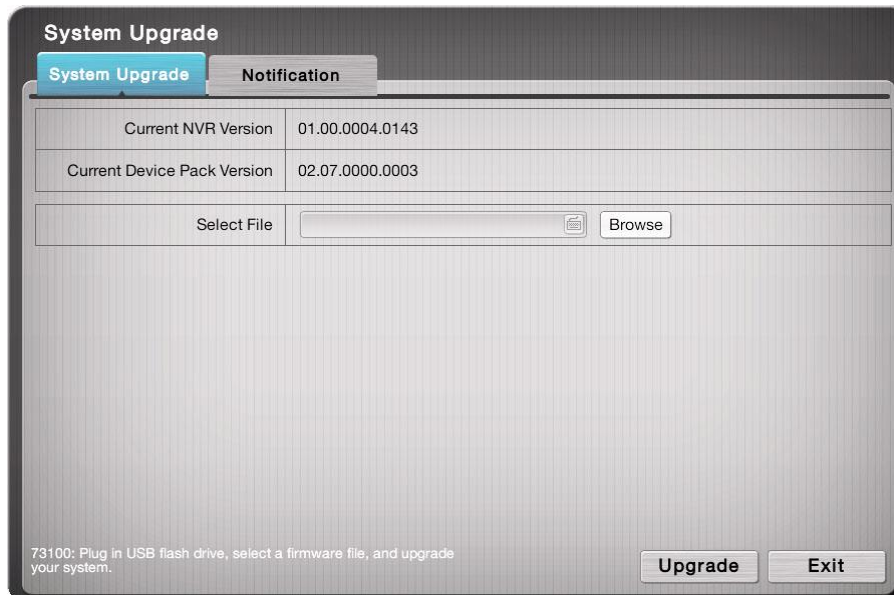 System Upgrade
System Upgrade
Notification
Current NVR Version 01.00.0004.0143
Current Device Pack Version 02.07.0000.0003
Select File Browse
73100: Plug in USB flash drive, select a firmware file, and upgrade
your system.
Upgrade Exit